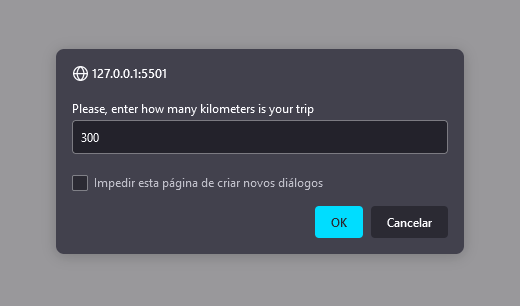 127.0.0.1:5501
Please, enter how many kilometers is your trip
300
Impedir esta página de criar novos diálogos
OK
Cancelar